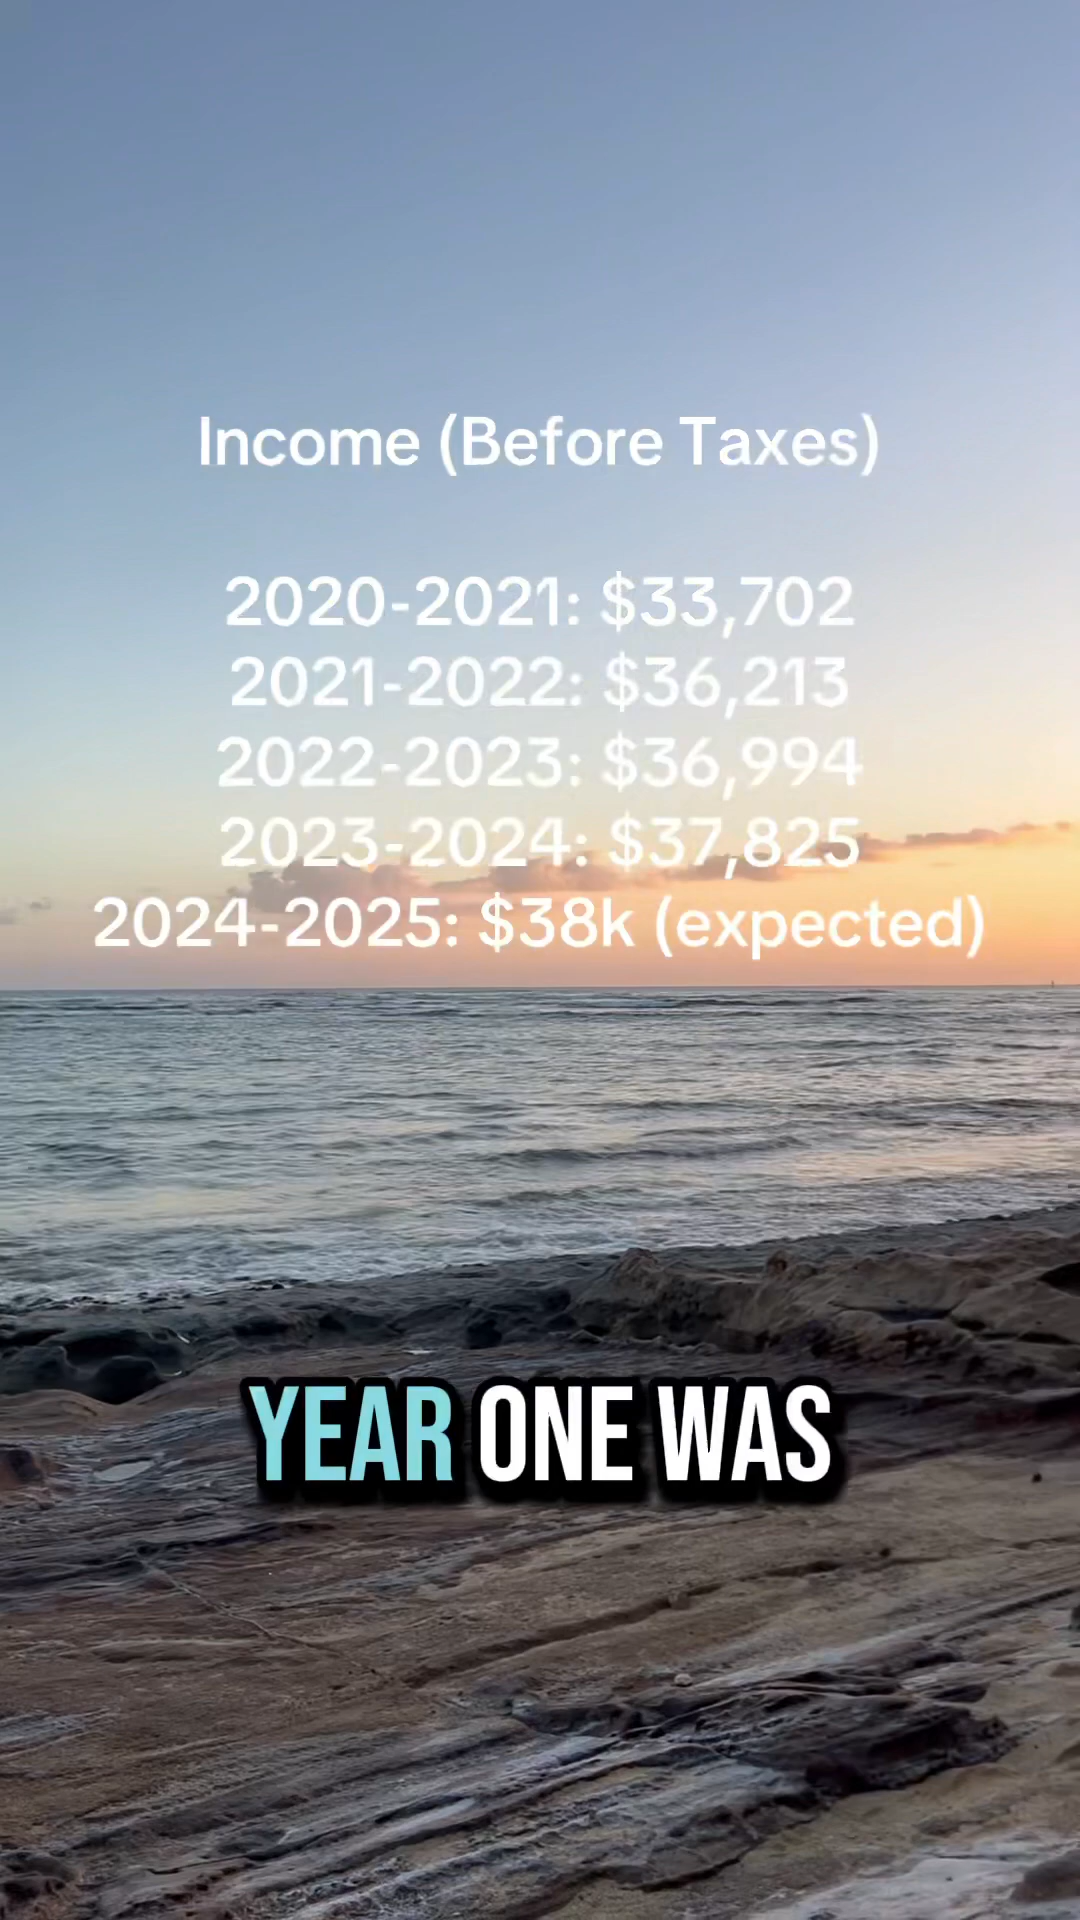 Income (Before Taxes)
2020-2021: $33,702
2021-2022: $36,213
2022-2023: $36,994
2023-2024: $37,825
2024-2025: $38k (expected)
YEAR ONE WAS